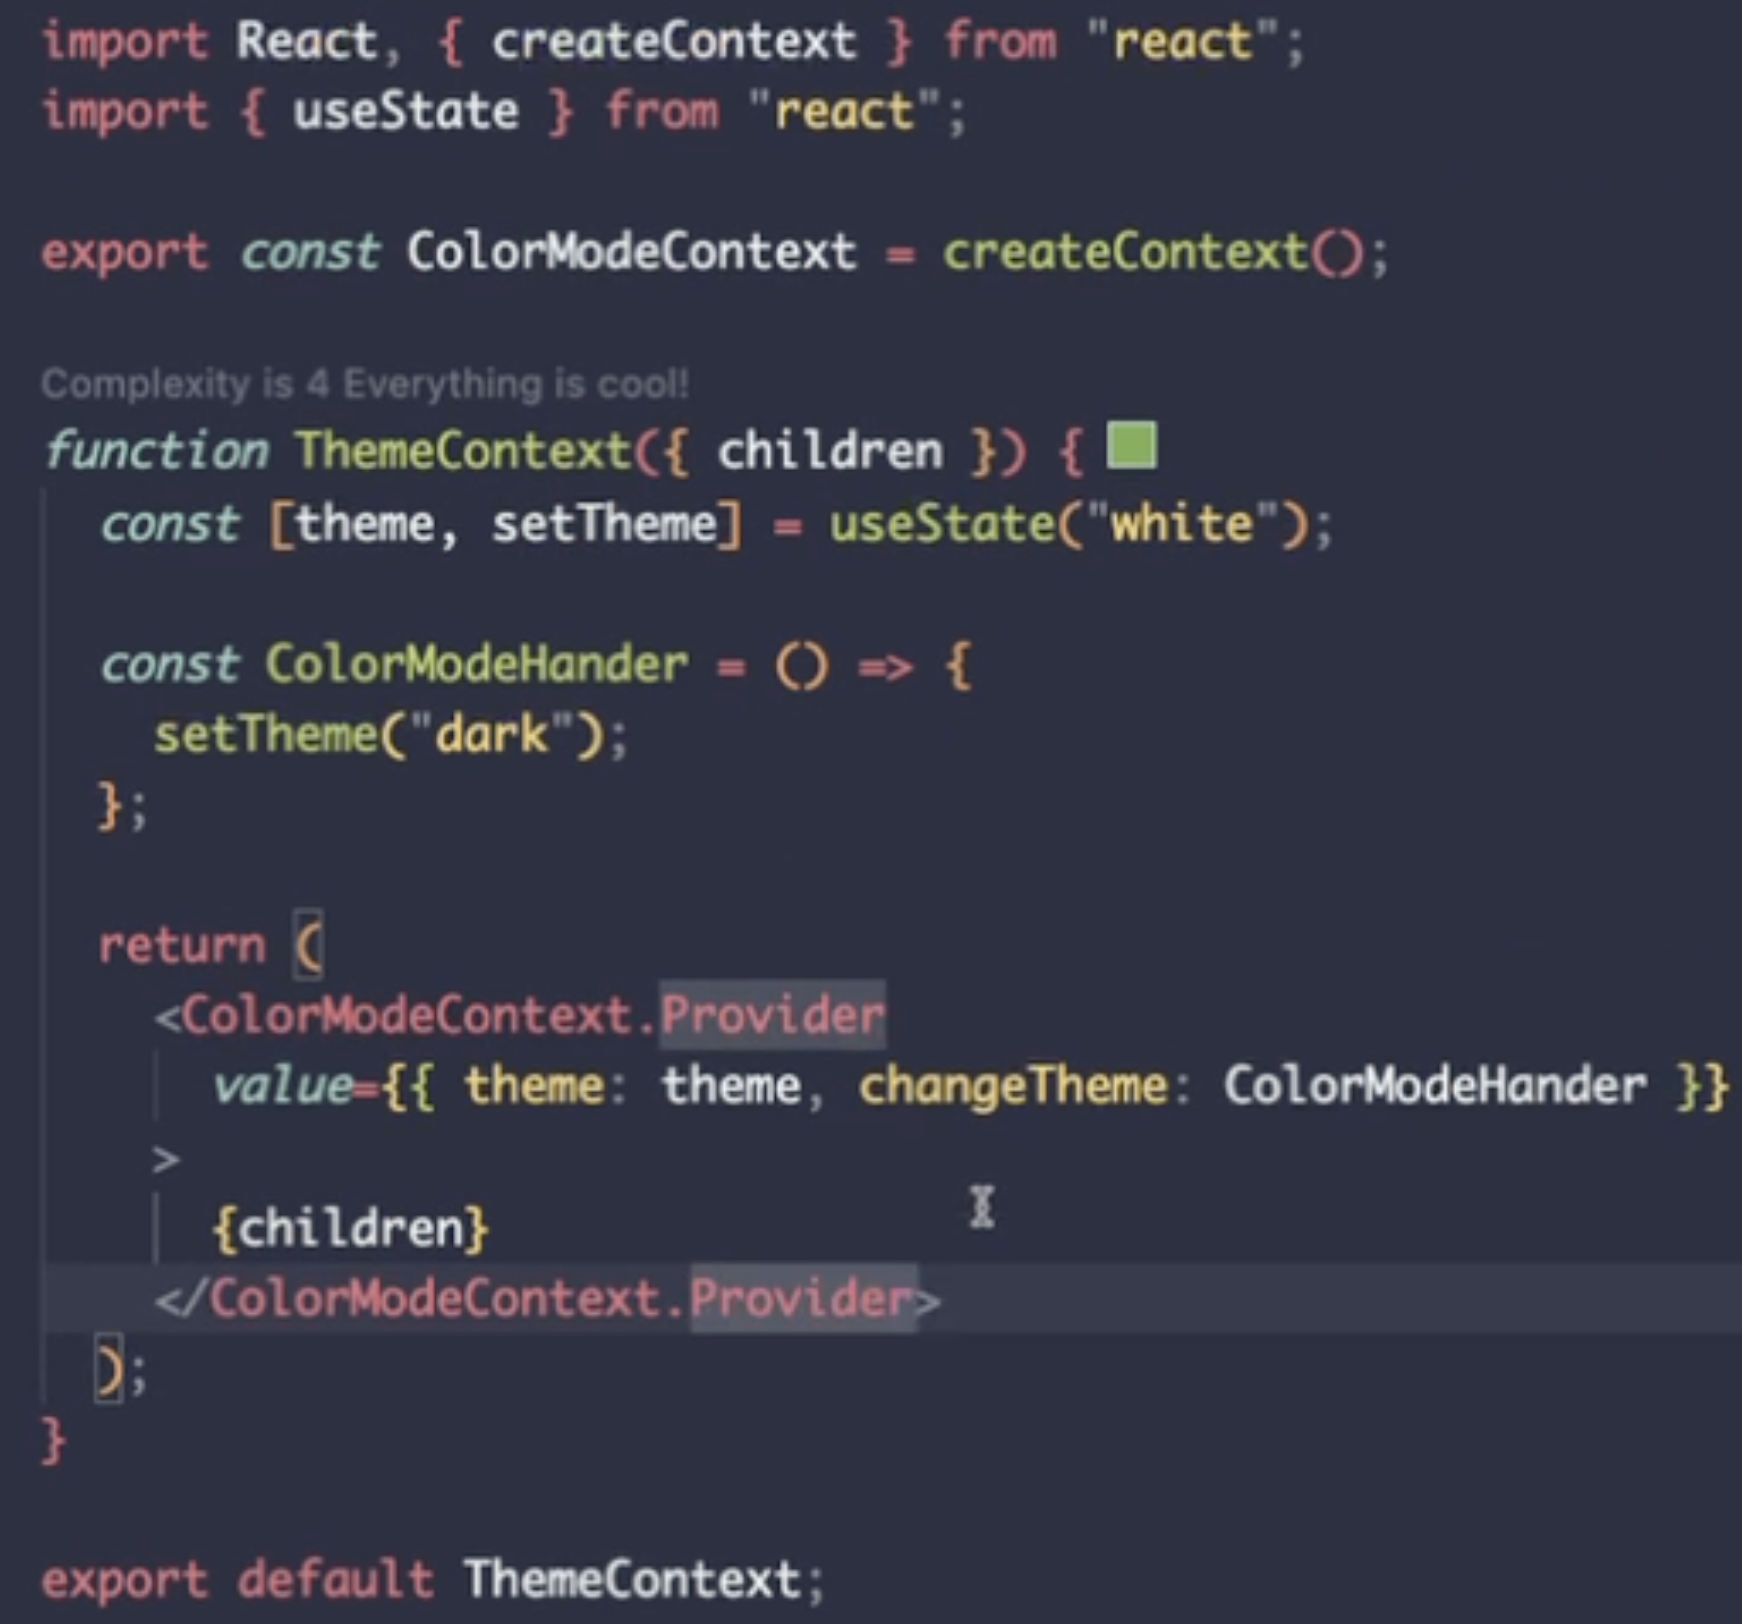 import React, { createContext } from "react";
import { useState } from "react";
export const ColorModeContext = createContext();
Complexity is 4 Everything is cool!
function ThemeContext({ children }) {
const [theme, setTheme] = useState("white");
const ColorModeHander = () => {
setTheme("dark");
};
return (
<ColorModeContext.Provider
value={{ theme: theme, changeTheme: ColorModeHander }}
>
{children}
</ColorModeContext.Provider>
);
}
export default ThemeContext;